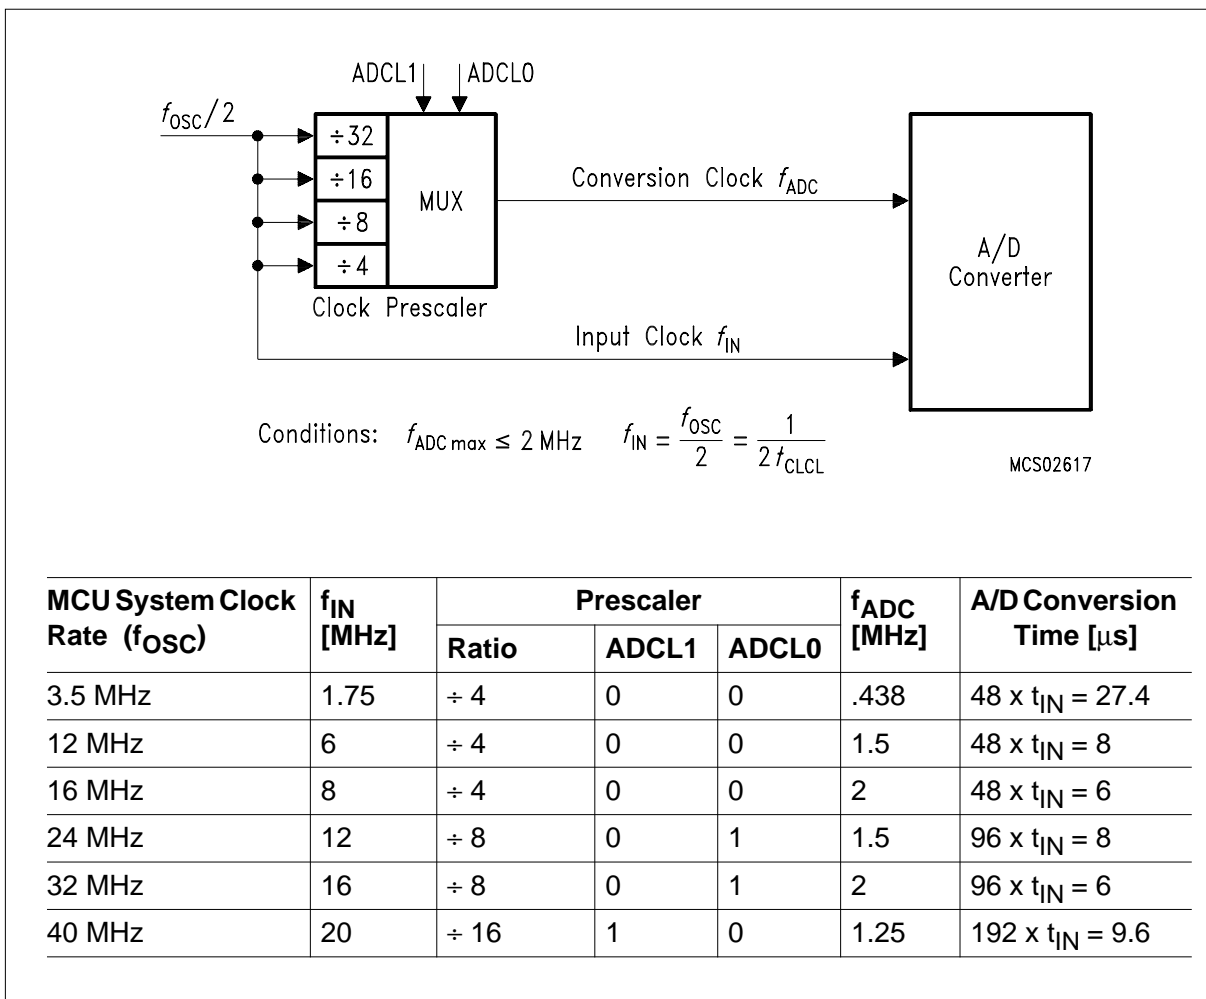 ADCL1 ADCL0
fOSC/2
÷32
÷16
÷8
÷4
MUX
Clock Prescaler
Conversion Clock fADC
Input Clock fIN
A/D
Converter
Conditions: fADC max ≤ 2 MHz fIN = fOSC/2 = 1/2 tCLCL
MCS02617
MCU System Clock Rate (fOSC) fIN [MHz] Prescaler fADC [MHz] A/D Conversion Time [µs]
Ratio ADCL1 ADCL0
3.5 MHz 1.75 ÷ 4 0 0 .438 48 x tIN = 27.4
12 MHz 6 ÷ 4 0 0 1.5 48 x tIN = 8
16 MHz 8 ÷ 4 0 0 2 48 x tIN = 6
24 MHz 12 ÷ 8 0 1 1.5 96 x tIN = 8
32 MHz 16 ÷ 8 0 1 2 96 x tIN = 6
40 MHz 20 ÷ 16 1 0 1.25 192 x tIN = 9.6